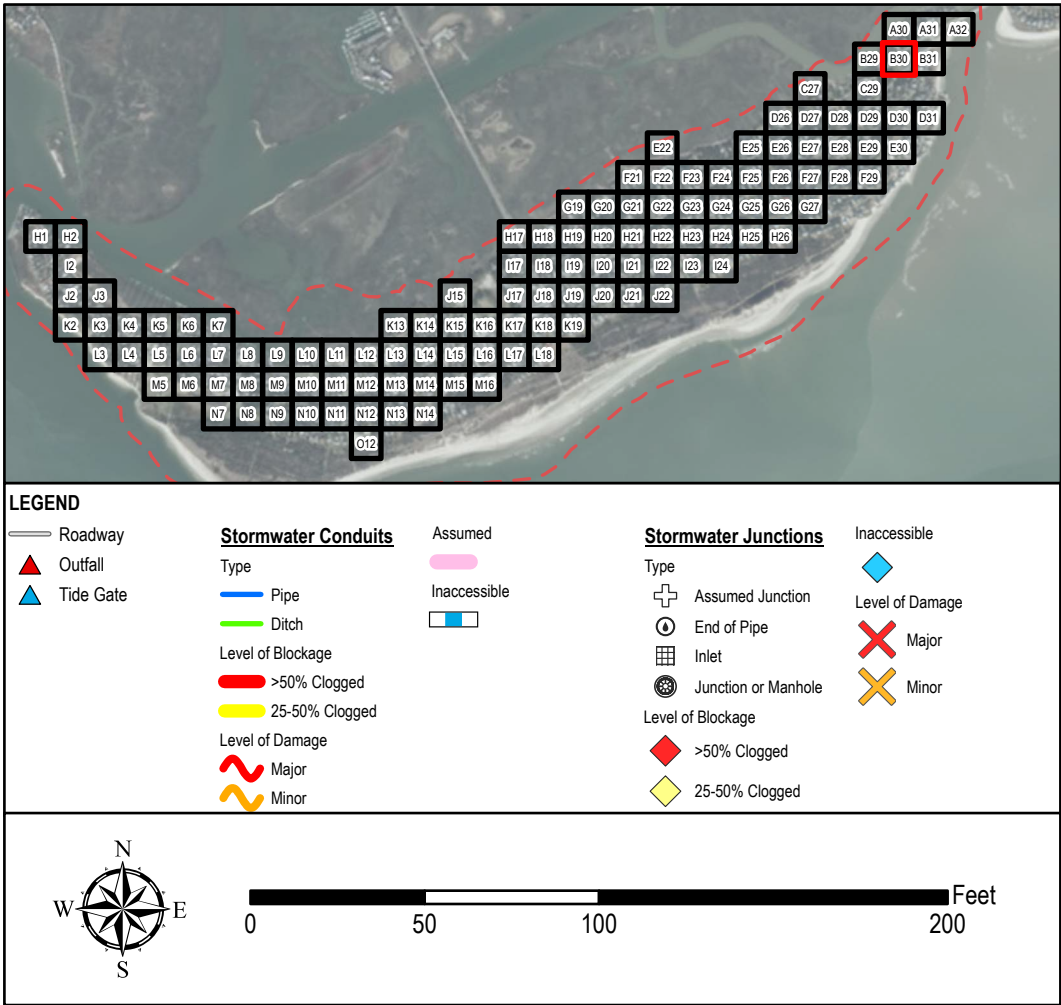 A30 A31 A32
B29 B30 B31
C27 C29
D26 D27 D28 D29 D30 D31
E22 E25 E26 E27 E28 E29 E30
F21 F22 F23 F24 F25 F26 F27 F28 F29
G19 G20 G21 G22 G23 G24 G25 G26 G27
H1 H2 H17 H18 H19 H20 H21 H22 H23 H24 H25 H26
I2 I17 I18 I19 I20 I21 I22 I23 I24
J2 J3 J15 J17 J18 J19 J20 J21 J22
K2 K3 K4 K5 K6 K7 K13 K14 K15 K16 K17 K18 K19
L3 L4 L5 L6 L7 L8 L9 L10 L11 L12 L13 L14 L15 L16 L17 L18
M5 M6 M7 M8 M9 M10 M11 M12 M13 M14 M15 M16
N7 N8 N9 N10 N11 N12 N13 N14
O12
LEGEND
Roadway
Outfall
Tide Gate
Stormwater Conduits
Type
Pipe
Ditch
Level of Blockage
>50% Clogged
25-50% Clogged
Level of Damage
Major
Minor
Assumed
Inaccessible
Stormwater Junctions
Type
Assumed Junction
End of Pipe
Inlet
Junction or Manhole
Level of Blockage
>50% Clogged
25-50% Clogged
Inaccessible
Level of Damage
Major
Minor
N
W E
S
Feet
0 50 100 200